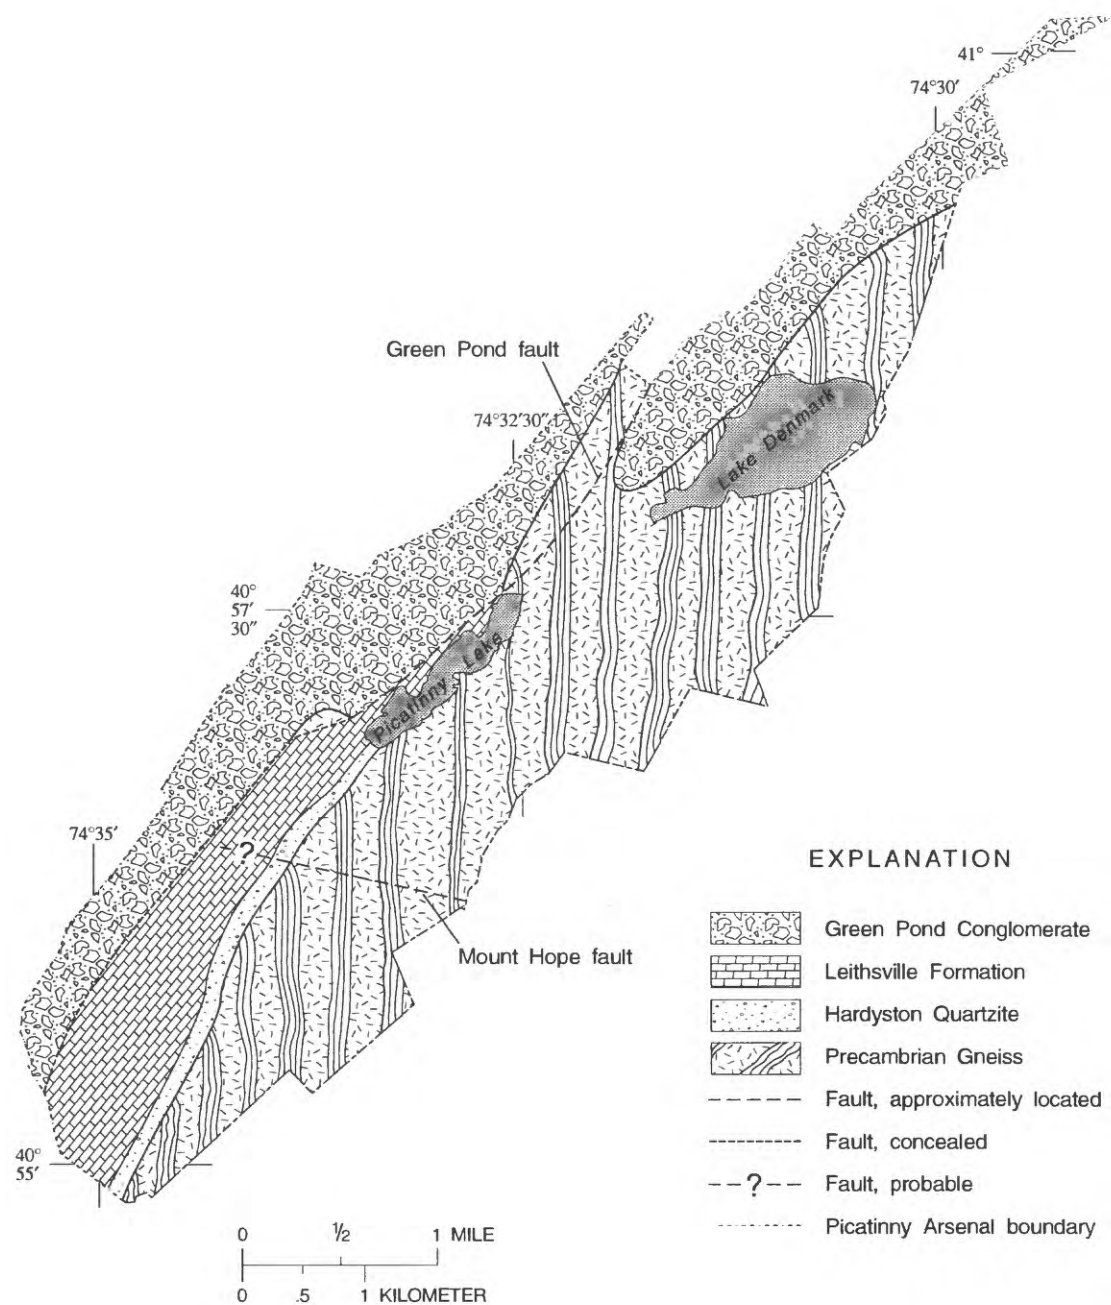 41°
74°30′
Green Pond fault
74°32′30″
Lake Denmark
40°
57′
30″
Picatinny Lake
74°35′
?
Mount Hope fault
40°
55′
EXPLANATION
Green Pond Conglomerate
Leithsville Formation
Hardyston Quartzite
Precambrian Gneiss
Fault, approximately located
Fault, concealed
--?-- Fault, probable
Picatinny Arsenal boundary
0 1/2 1 MILE
0 .5 1 KILOMETER